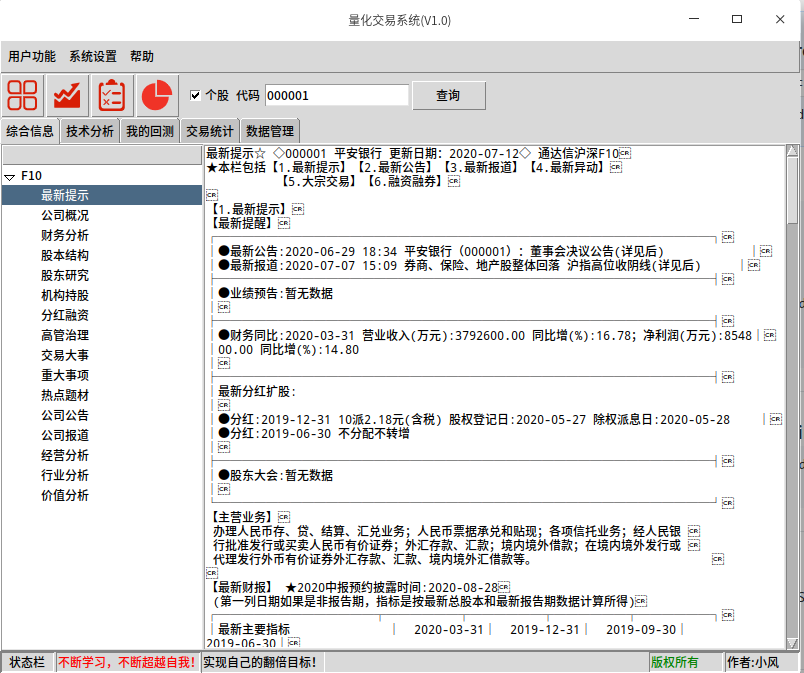 量化交易系统(V1.0)
用户功能 系统设置 帮助
个股 代码 000001 查询
综合信息 技术分析 我的回测 交易统计 数据管理
F10
最新提示
公司概况
财务分析
股本结构
股东研究
机构持股
分红融资
高管治理
交易大事
重大事项
热点题材
公司公告
公司报道
经营分析
行业分析
价值分析
最新提示☆ ◇000001 平安银行 更新日期: 2020-07-12◇ 通达信沪深F10
★本栏包括【1.最新提示】【2.最新公告】【3.最新报道】【4.最新异动】
【5.大宗交易】【6.融资融券】
【1.最新提示】
【最新提醒】
●最新公告:2020-06-29 18:34 平安银行（000001）: 董事会决议公告(详见后)
●最新报道:2020-07-07 15:09 券商、保险、地产股整体回落 沪指高位收阴线(详见后)
●业绩预告:暂无数据
●财务同比:2020-03-31 营业收入(万元):3792600.00 同比增(%):16.78; 净利润(万元):8548
00.00 同比增(%):14.80
最新分红扩股:
●分红:2019-12-31 10派2.18元(含税) 股权登记日:2020-05-27 除权派息日:2020-05-28
●分红:2019-06-30 不分配不转增
●股东大会:暂无数据
【主营业务】
办理人民币存、贷、结算、汇兑业务；人民币票据承兑和贴现；各项信托业务；经人民银
行批准发行或买卖人民币有价证券；外汇存款、汇款；境内境外借款；在境内境外发行或
代理发行外币有价证券外汇存款、汇款、境内境外汇借款等。
【最新财报】 ★2020中报预约披露时间:2020-08-28
(第一列日期如果是非报告期，指标是按最新总股本和最新报告期数据计算所得)
最新主要指标 | 2020-03-31| 2019-12-31| 2019-09-30|
2019-06-30|
状态栏 不断学习，不断超越自我！ 实现自己的翻倍目标！ 版权所有 作者:小风